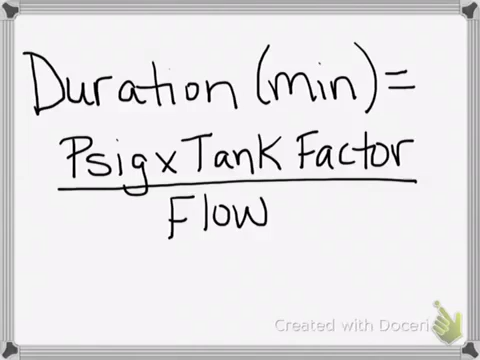 Duration (min) =
Psig x Tank Factor
Flow
Created with Doceri